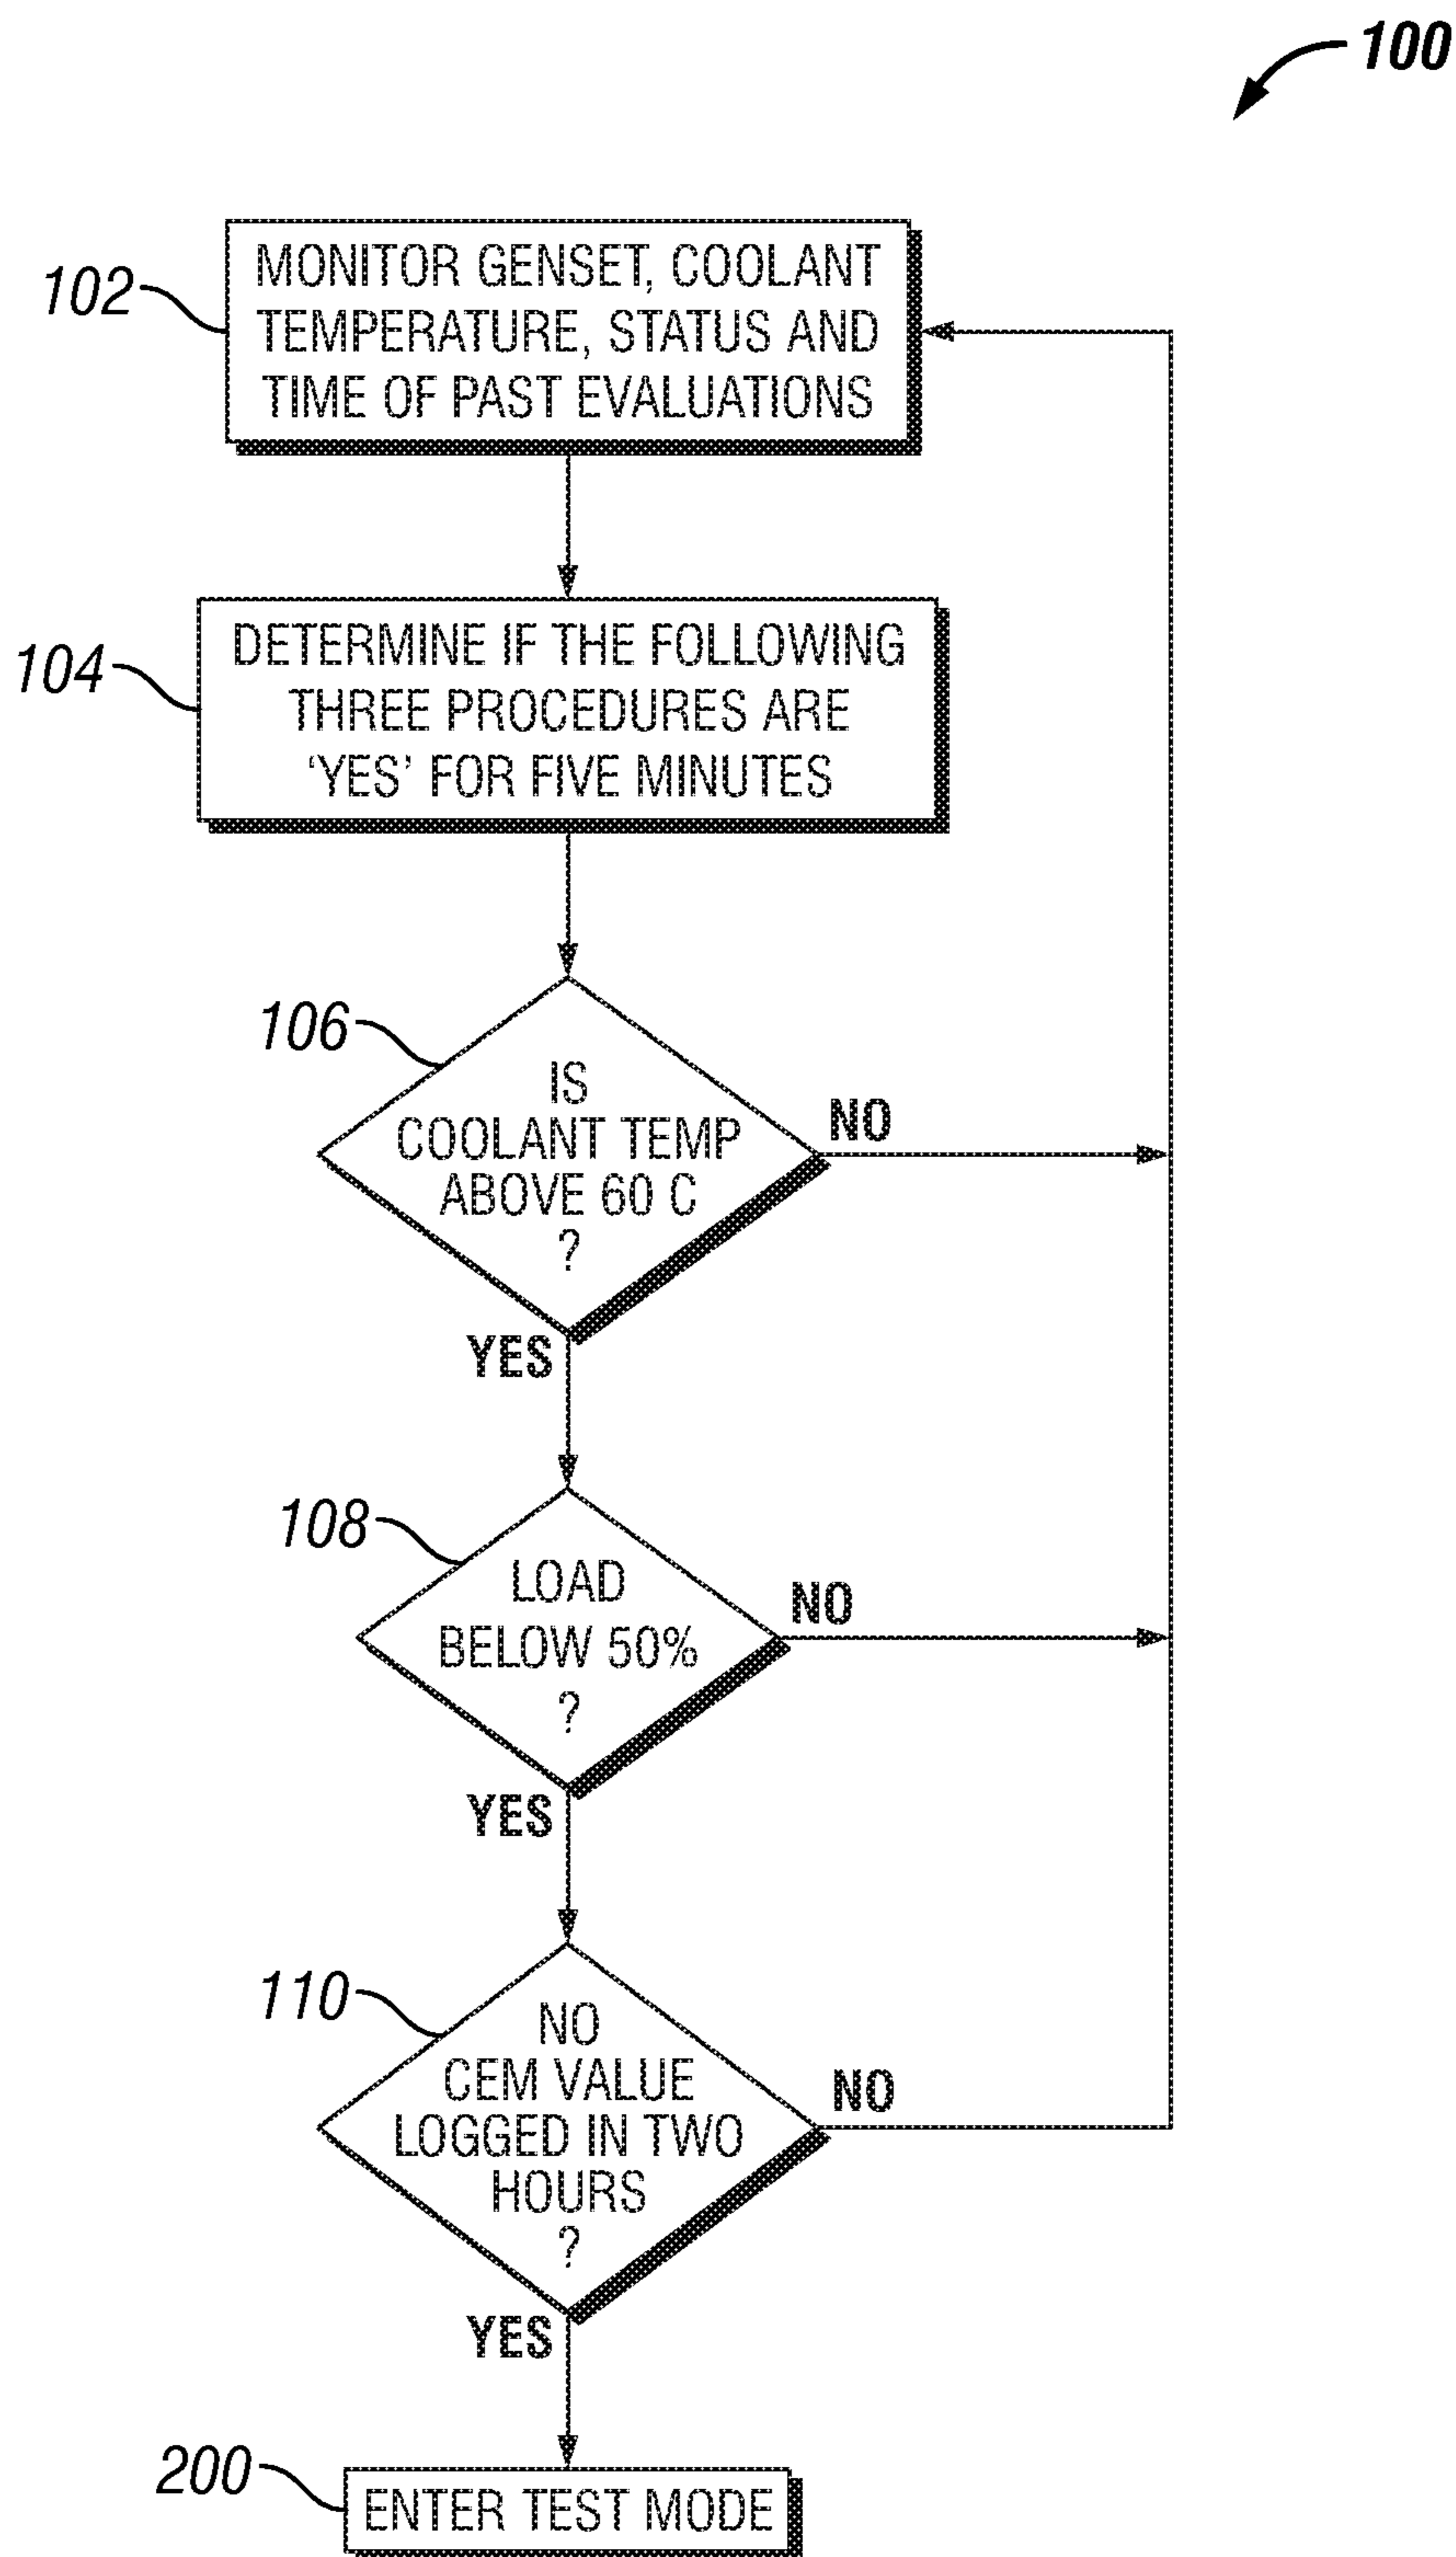 100
102
MONITOR GENSET, COOLANT
TEMPERATURE, STATUS AND
TIME OF PAST EVALUATIONS
104
DETERMINE IF THE FOLLOWING
THREE PROCEDURES ARE
‘YES’ FOR FIVE MINUTES
106
IS
COOLANT TEMP
ABOVE 60 C
?
NO
YES
108
LOAD
BELOW 50%
?
NO
YES
110
NO
CEM VALUE
LOGGED IN TWO
HOURS
?
NO
YES
200
ENTER TEST MODE